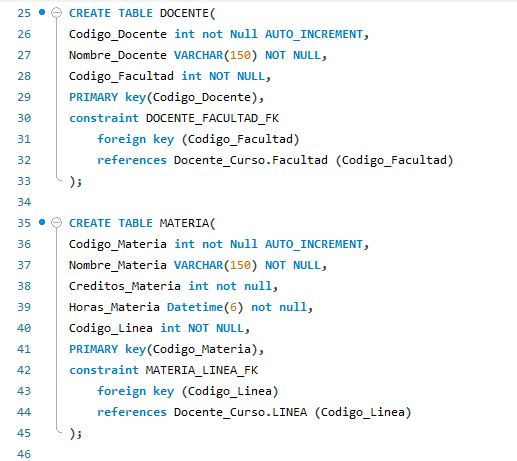 25 CREATE TABLE DOCENTE(
26 Codigo_Docente int not Null AUTO_INCREMENT,
27 Nombre_Docente VARCHAR(150) NOT NULL,
28 Codigo_Facultad int NOT NULL,
29 PRIMARY key(Codigo_Docente),
30 constraint DOCENTE_FACULTAD_FK
31 foreign key (Codigo_Facultad)
32 references Docente_Curso.Facultad (Codigo_Facultad)
33 );
34
35 CREATE TABLE MATERIA(
36 Codigo_Materia int not Null AUTO_INCREMENT,
37 Nombre_Materia VARCHAR(150) NOT NULL,
38 Creditos_Materia int not null,
39 Horas_Materia Datetime(6) not null,
40 Codigo_Linea int NOT NULL,
41 PRIMARY key(Codigo_Materia),
42 constraint MATERIA_LINEA_FK
43 foreign key (Codigo_Linea)
44 references Docente_Curso.LINEA (Codigo_Linea)
45 );
46